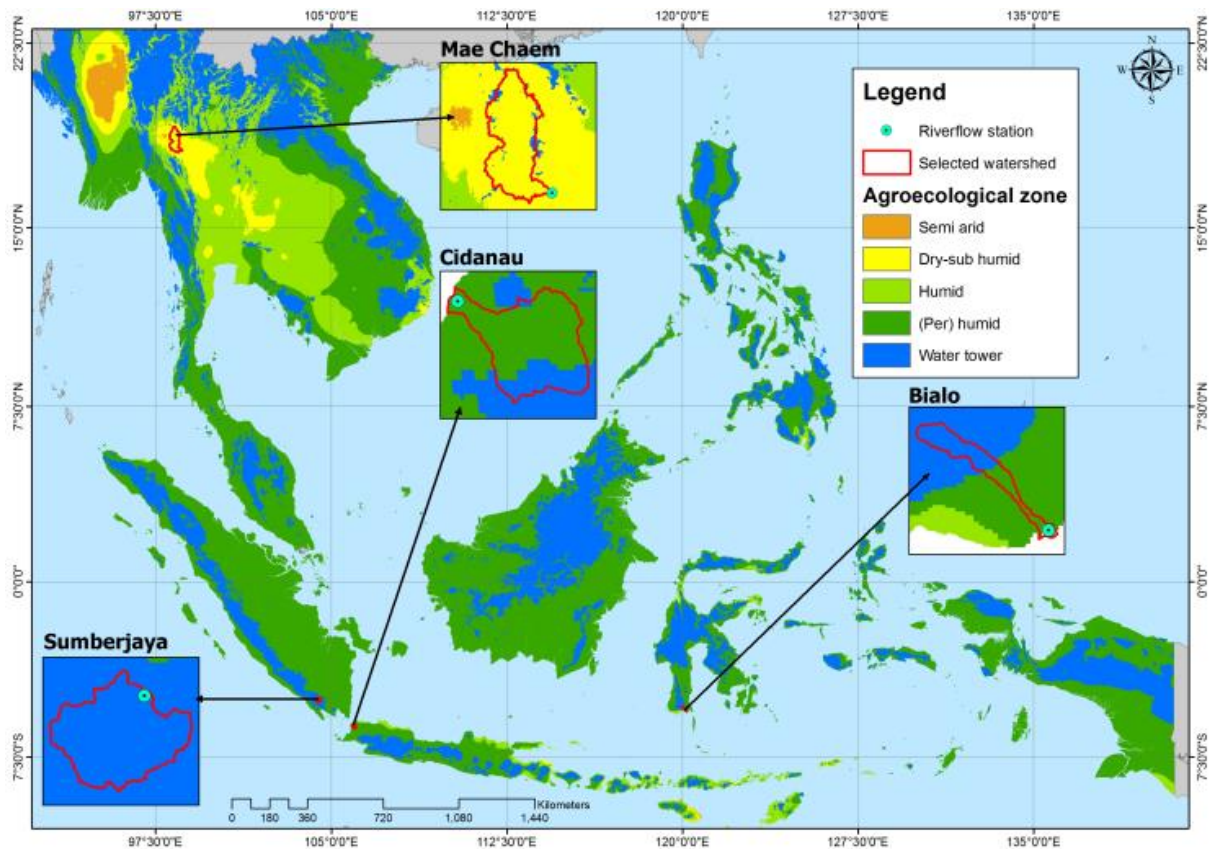 97°30'0"E 105°0'0"E 112°30'0"E 120°0'0"E 127°30'0"E 135°0'0"E
22°30'0"N
22°30'0"N
Mae Chaem
N
W E
S
Legend
Riverflow station
Selected watershed
Agroecological zone
Semi arid
Dry-sub humid
Humid
(Per) humid
Water tower
15°0'0"N
15°0'0"N
Cidanau
Bialo
7°30'0"N
7°30'0"N
0°0'0"
0°0'0"
Sumberjaya
7°30'0"S
7°30'0"S
Kilometers
0 180 360 720 1,080 1,440
97°30'0"E 105°0'0"E 112°30'0"E 120°0'0"E 127°30'0"E 135°0'0"E